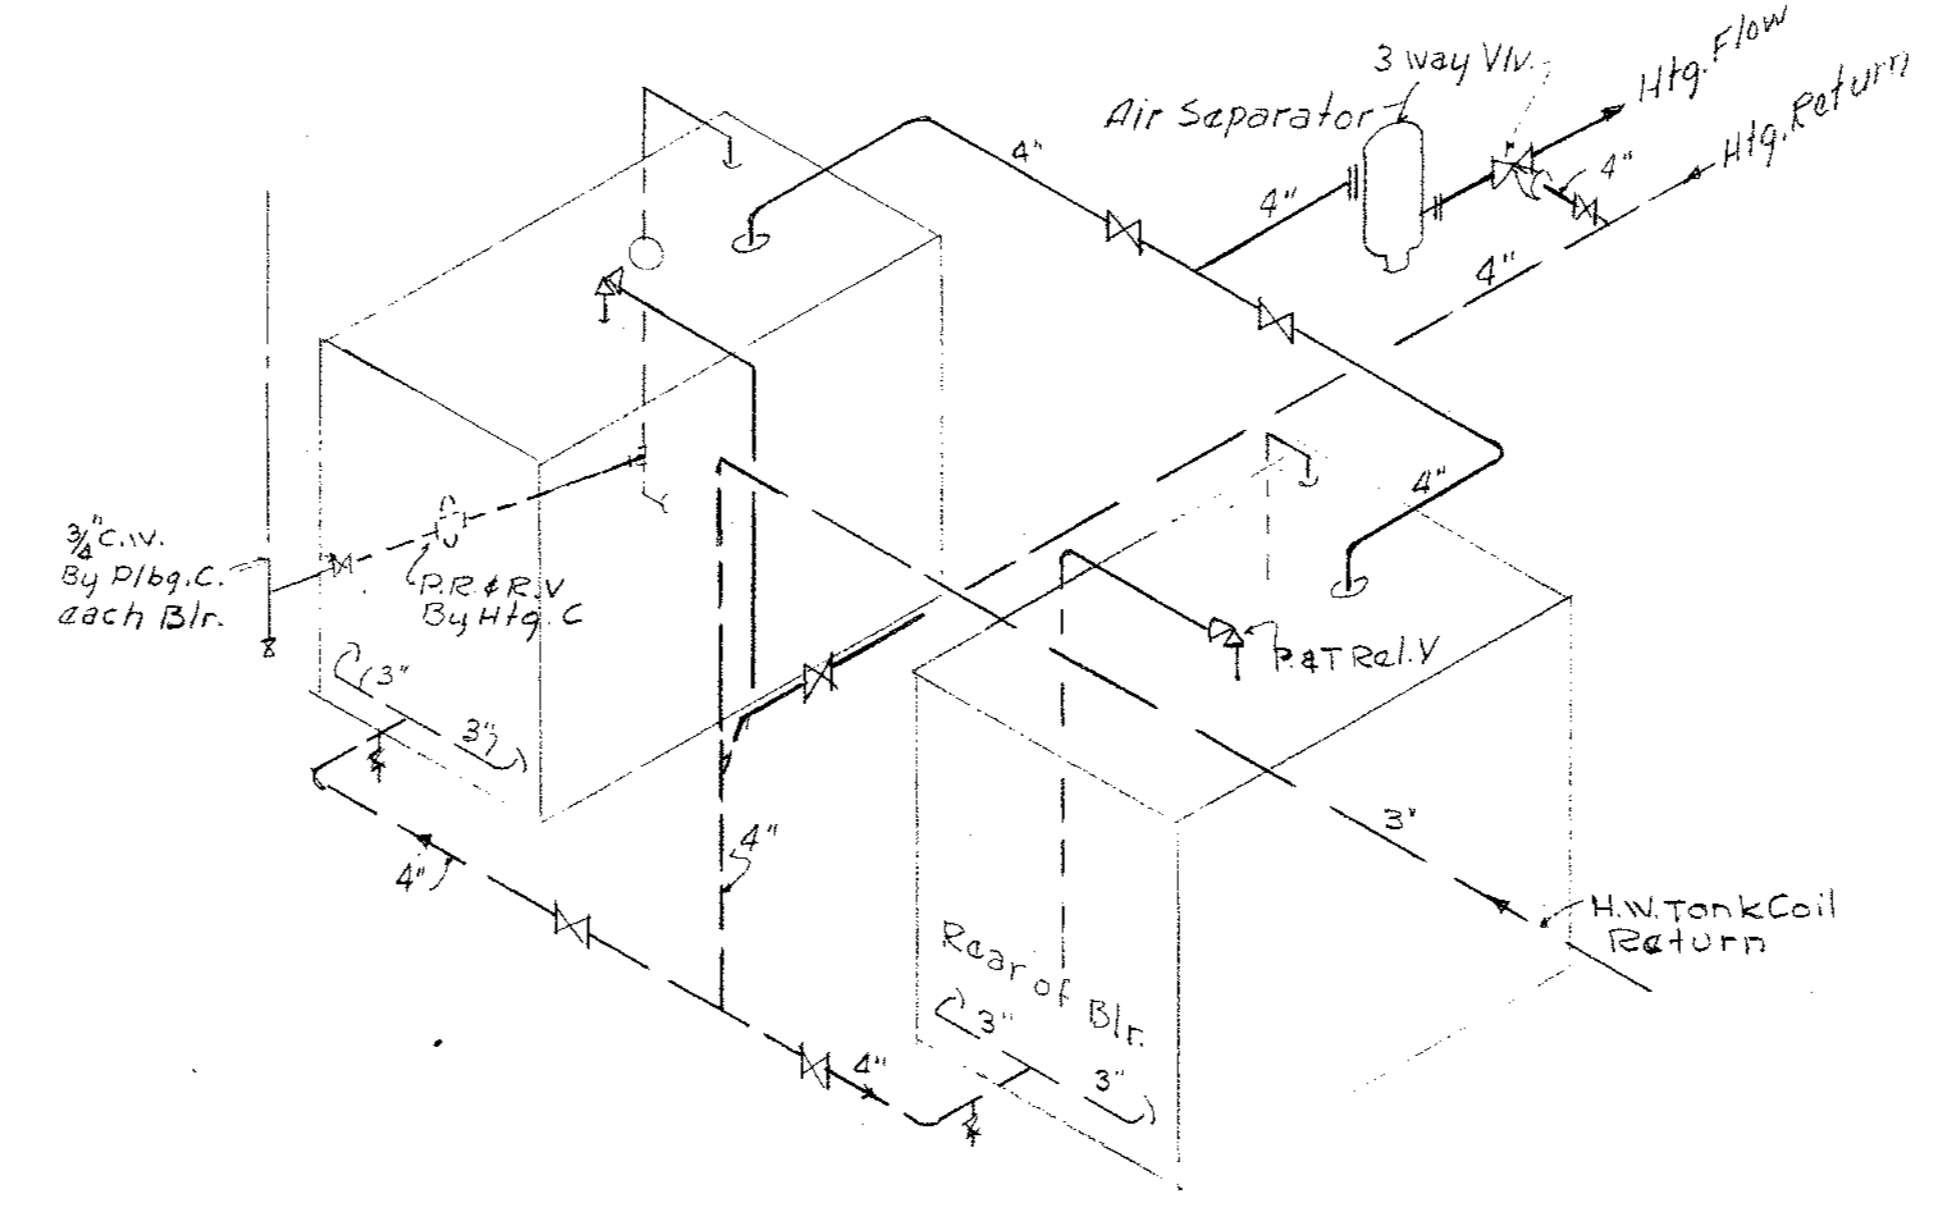 3 way Vlv.
Htg. Flow
Air Separator
Htg. Return
4"
4"
4"
4"
4"
3/4" C.W.
By Plbg. C.
each Blr.
P.R. & R.V
By Htg. C
P. & T Rel. V
3"
3"
4"
4"
3"
H.W. Tank Coil
Return
Rear of Blr.
3"
4"
3"